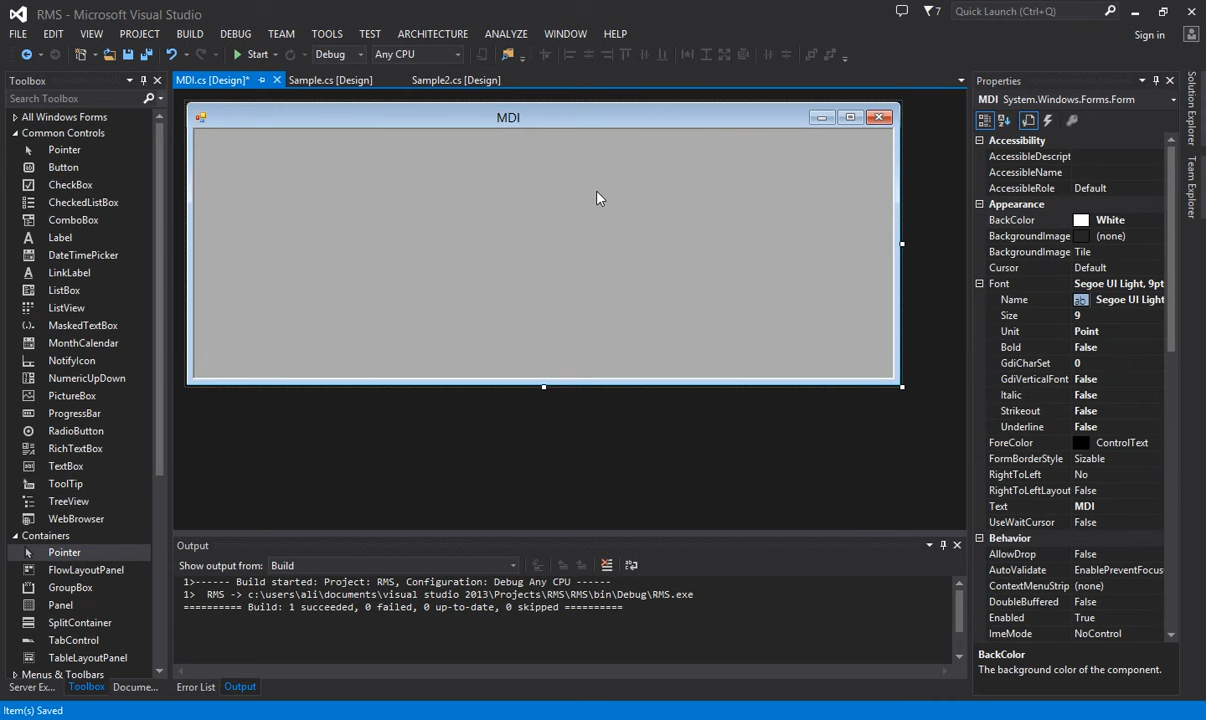 RMS - Microsoft Visual Studio
7
Quick Launch (Ctrl+Q)
FILE EDIT VIEW PROJECT BUILD DEBUG TEAM TOOLS TEST ARCHITECTURE ANALYZE WINDOW HELP
Sign in
Start Debug Any CPU
Toolbox
Search Toolbox
All Windows Forms
Common Controls
Pointer
Button
CheckBox
CheckedListBox
ComboBox
Label
DateTimePicker
LinkLabel
ListBox
ListView
MaskedTextBox
MonthCalendar
NotifyIcon
NumericUpDown
PictureBox
ProgressBar
RadioButton
RichTextBox
TextBox
ToolTip
TreeView
WebBrowser
Containers
Pointer
FlowLayoutPanel
GroupBox
Panel
SplitContainer
TabControl
TableLayoutPanel
Menus & Toolbars
Server Ex... Toolbox Docume...
MDI.cs [Design]* Sample.cs [Design] Sample2.cs [Design]
MDI
Output
Show output from: Build
1>------ Build started: Project: RMS, Configuration: Debug Any CPU ------
1>  RMS -> c:\users\ali\documents\visual studio 2013\Projects\RMS\RMS\bin\Debug\RMS.exe
========== Build: 1 succeeded, 0 failed, 0 up-to-date, 0 skipped ==========
Error List Output
Properties
MDI System.Windows.Forms.Form
Accessibility
AccessibleDescript
AccessibleName
AccessibleRole Default
Appearance
BackColor White
BackgroundImage (none)
BackgroundImage Tile
Cursor Default
Font Segoe UI Light, 9pt
Name ab Segoe UI Light
Size 9
Unit Point
Bold False
GdiCharSet 0
GdiVerticalFont False
Italic False
Strikeout False
Underline False
ForeColor ControlText
FormBorderStyle Sizable
RightToLeft No
RightToLeftLayout False
Text MDI
UseWaitCursor False
Behavior
AllowDrop False
AutoValidate EnablePreventFocus
ContextMenuStrip (none)
DoubleBuffered False
Enabled True
ImeMode NoControl
BackColor
The background color of the component.
Solution Explorer
Team Explorer
Item(s) Saved